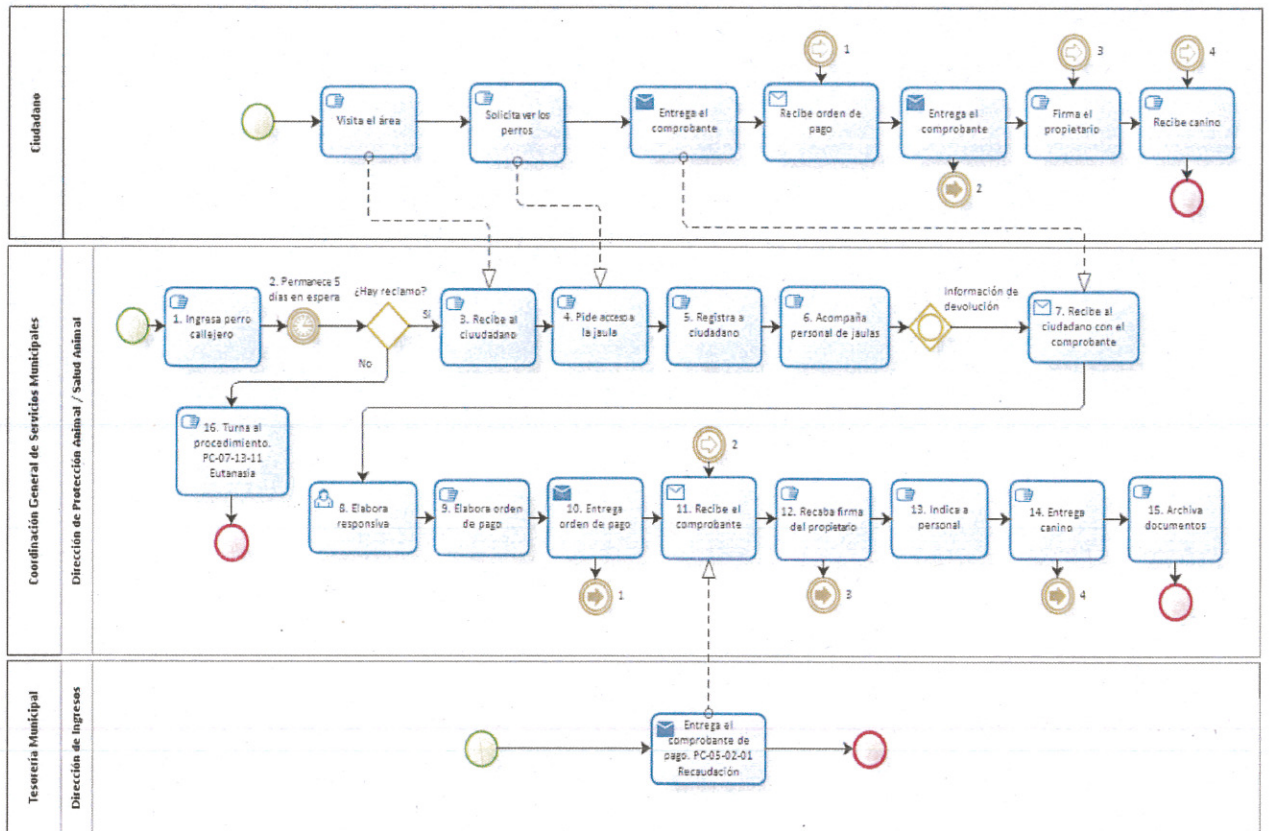 Ciudadano
Visita el área
Solicita ver los
perros
Entrega el
comprobante
1
Recibe orden de
pago
Entrega el
comprobante
2
3
Firma el
propietario
4
Recibe canino
Coordinación General de Servicios Municipales
Dirección de Protección Animal / Salud Animal
1. Ingresa perro
callejero
2. Permanece 5
días en espera
¿Hay reclamo?
Sí
No
3. Recibe al
ciuudadano
4. Pide acceso a
la jaula
5. Registra a
ciudadano
6. Acompaña
personal de jaulas
Información de
devolución
7. Recibe al
ciudadano con el
comprobante
16. Turna al
procedimiento.
PC-07-13-11
Eutanasia
8. Elabora
responsiva
9. Elabora orden
de pago
10. Entrega
orden de pago
1
2
11. Recibe el
comprobante
12. Recaba firma
del propietario
3
13. Indica a
personal
14. Entrega
canino
4
15. Archiva
documentos
Tesorería Municipal
Dirección de Ingresos
Entrega el
comprobante de
pago. PC-05-02-01
Recaudación